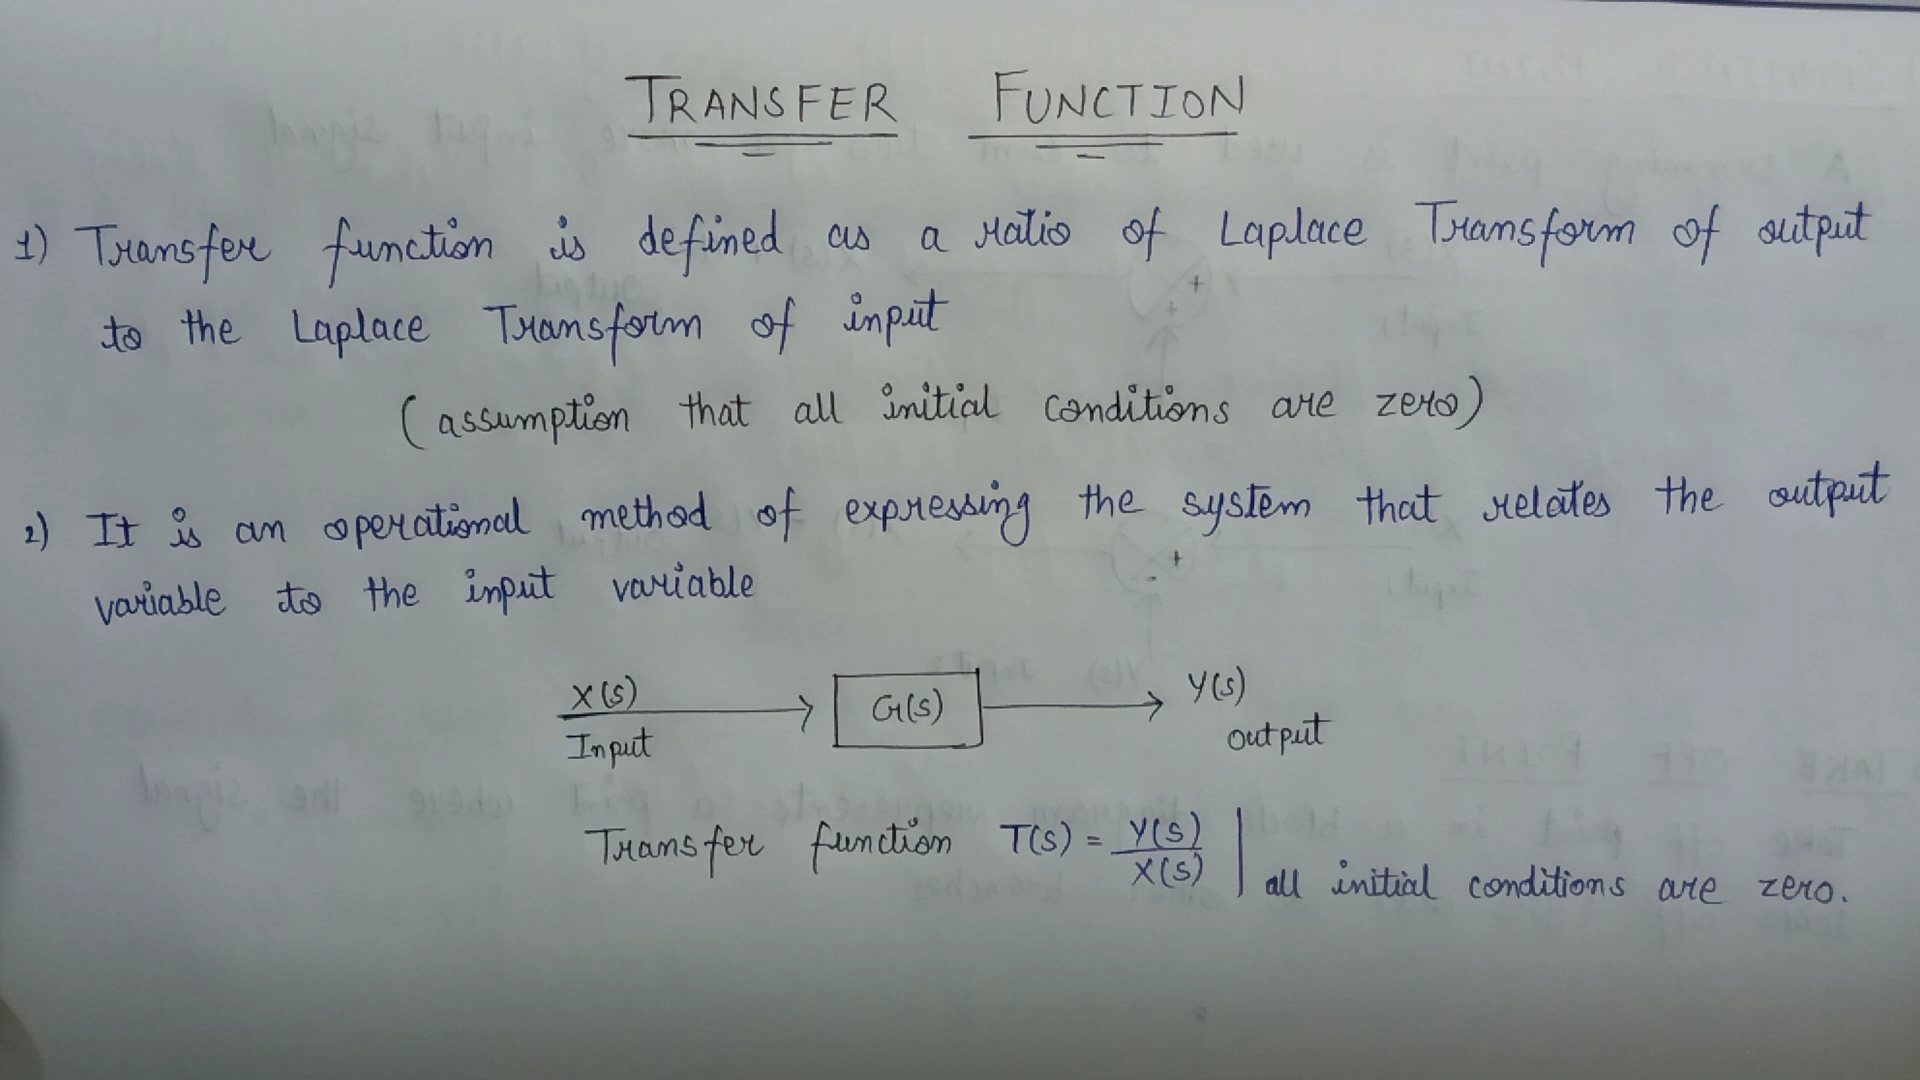 TRANSFER FUNCTION
1) Transfer function is defined as a ratio of Laplace Transform of output
to the Laplace Transform of input
(assumption that all initial conditions are zero)
2) It is an operational method of expressing the system that relates the output
variable to the input variable
X(s) G(s) Y(s)
Input output
Transfer function T(s) = Y(s)/X(s) | all initial conditions are zero.